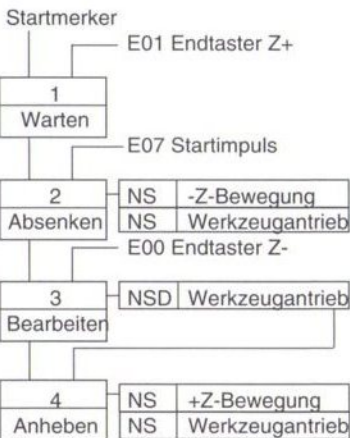 Startmerker
E01 Endtaster Z+
1
Warten
E07 Startimpuls
2 NS -Z-Bewegung
Absenken NS Werkzeugantrieb
E00 Endtaster Z-
3 NSD Werkzeugantrieb
Bearbeiten
4 NS +Z-Bewegung
Anheben NS Werkzeugantrieb